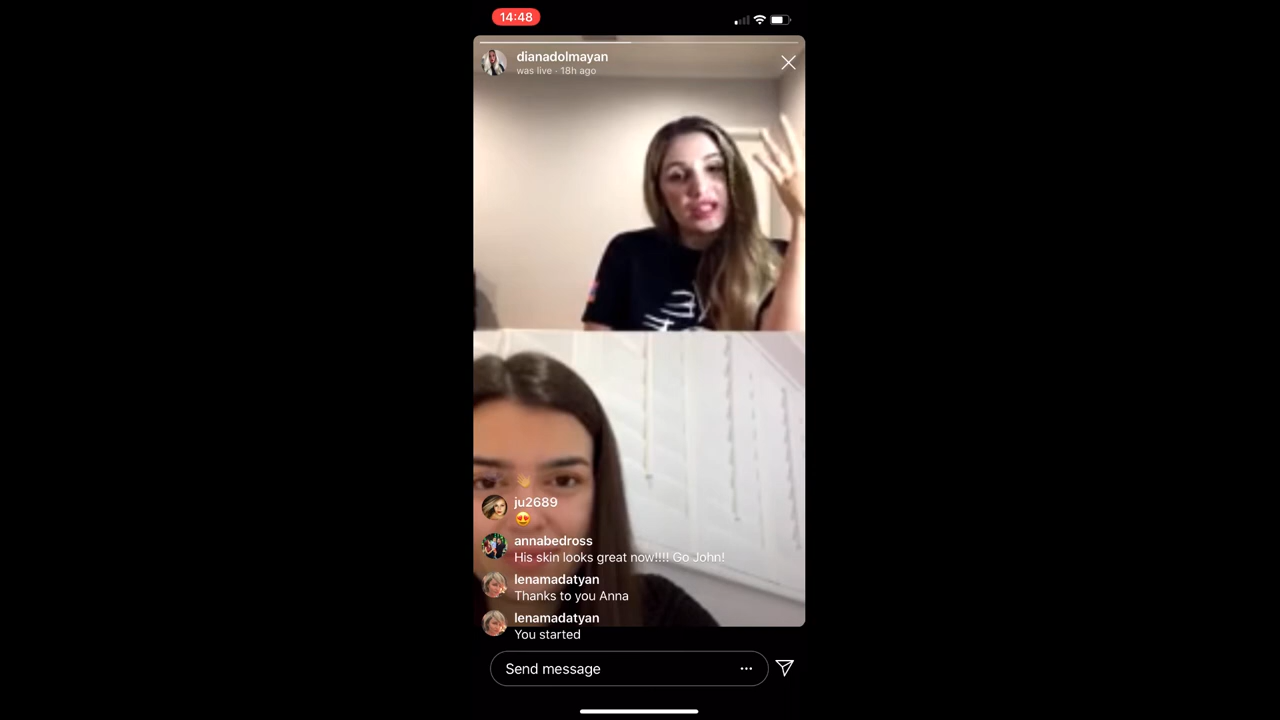 14:48
dianadolmayan
was live · 18h ago
ju2689
😍
annabedross
His skin looks great now!!!! Go John!
lenamadatyan
Thanks to you Anna
lenamadatyan
You started
Send message